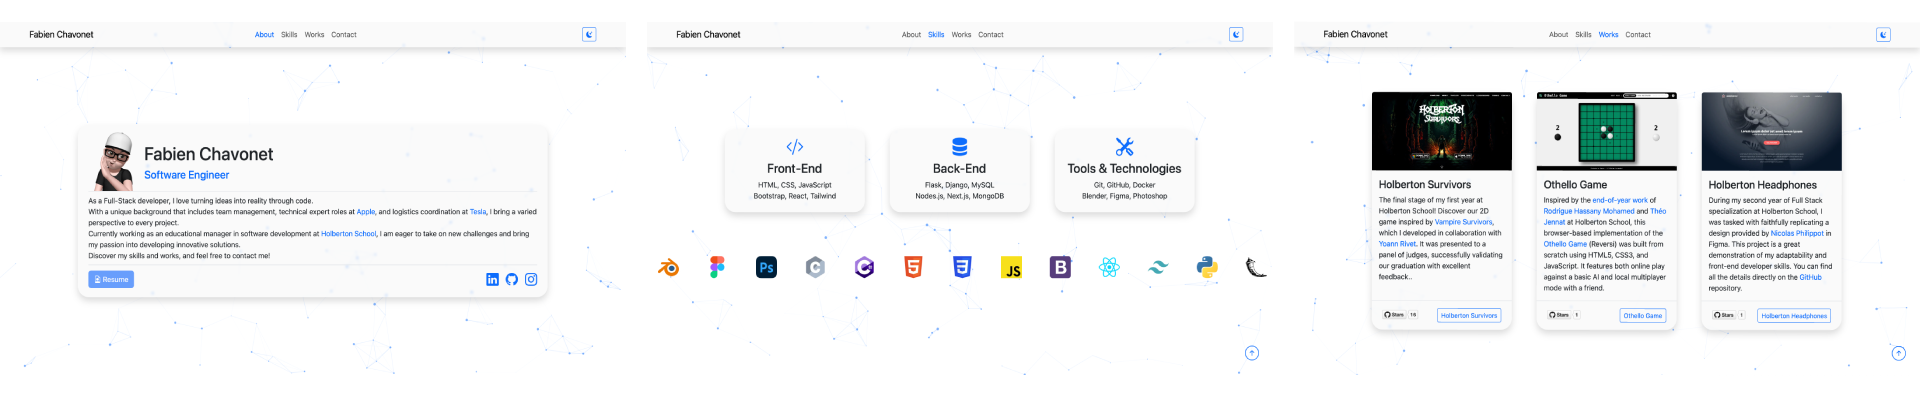 Fabien Chavonet
About Skills Works Contact
Fabien Chavonet
Software Engineer
As a Full-Stack developer, I love turning ideas into reality through code.
With a unique background that includes team management, technical expert roles at Apple, and logistics coordination at Tesla, I bring a varied
perspective to every project.
Currently working as an educational manager in software development at Holberton School, I am eager to take on new challenges and bring
my passion into developing innovative solutions.
Discover my skills and works, and feel free to contact me!
Resume
Fabien Chavonet
About Skills Works Contact
Front-End
HTML, CSS, JavaScript
Bootstrap, React, Tailwind
Back-End
Flask, Django, MySQL
Nodes.js, Next.js, MongoDB
Tools & Technologies
Git, GitHub, Docker
Blender, Figma, Photoshop
Ps
C
C
5
3
JS
B
Fabien Chavonet
About Skills Works Contact
HOLBERTON
SURVIVORS
Holberton Survivors
The final stage of my first year at
Holberton School! Discover our 2D
game inspired by Vampire Survivors,
which I developed in collaboration with
Yoann Rivet. It was presented to a
panel of judges, successfully validating
our graduation with excellent
feedback..
Stars 16
Holberton Survivors
Othello Game
2
2
Othello Game
Inspired by the end-of-year work of
Rodrigue Hassany Mohamed and Théo
Jennat at Holberton School, this
browser-based implementation of the
Othello Game (Reversi) was built from
scratch using HTML5, CSS3, and
JavaScript. It features both online play
against a basic AI and local multiplayer
mode with a friend.
Stars 1
Othello Game
Holberton Headphones
During my second year of Full Stack
specialization at Holberton School, I
was tasked with faithfully replicating a
design provided by Nicolas Philippot in
Figma. This project is a great
demonstration of my adaptability and
front-end developer skills. You can find
all the details directly on the GitHub
repository.
Stars 1
Holberton Headphones